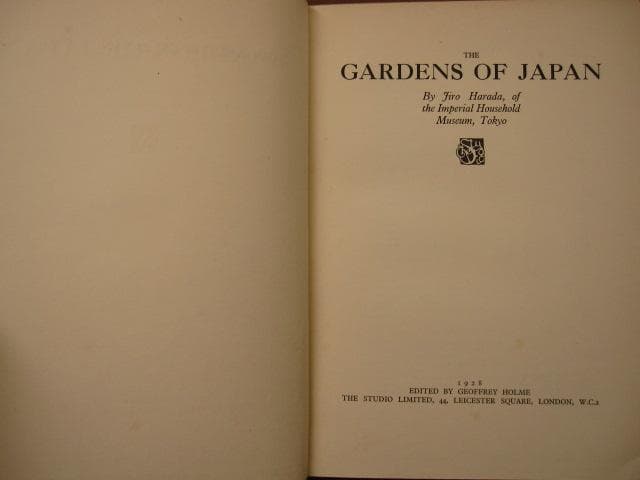 THE
GARDENS OF JAPAN
By Jiro Harada, of
the Imperial Household
Museum, Tokyo
1928
EDITED BY GEOFFREY HOLME
THE STUDIO LIMITED, 44, LEICESTER SQUARE, LONDON, W.C.2